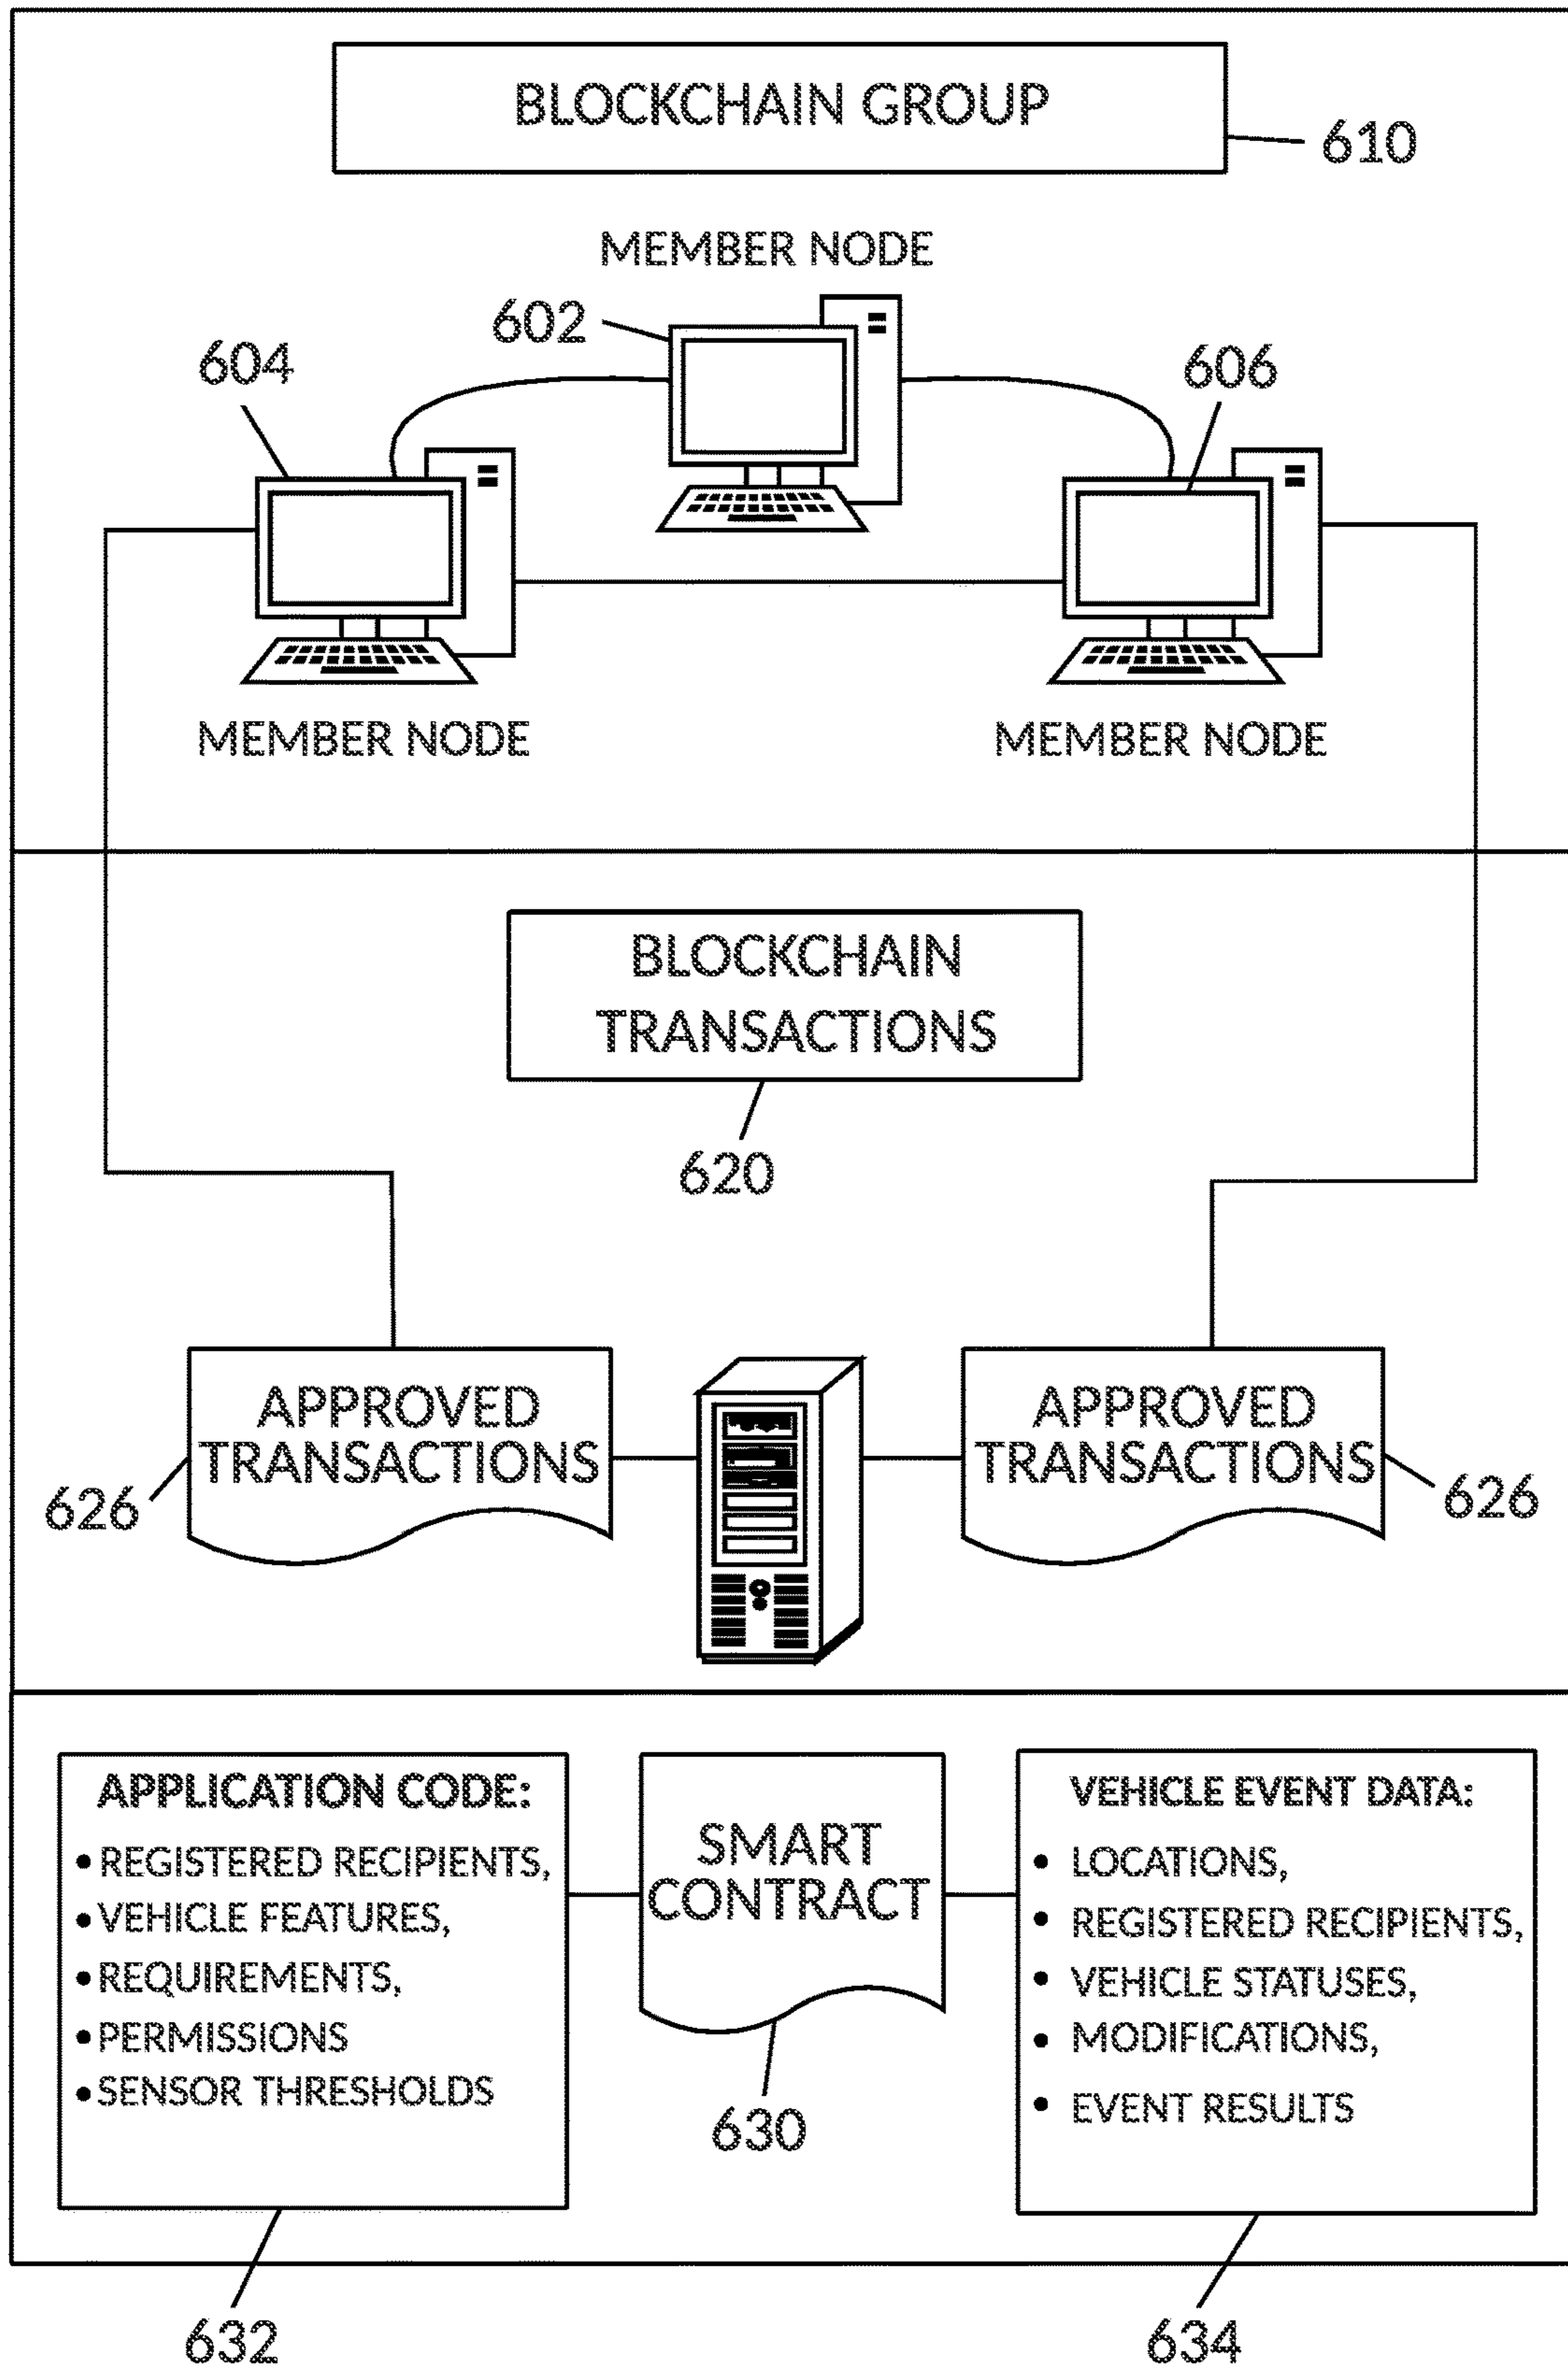 BLOCKCHAIN GROUP
610
MEMBER NODE
602
604
606
MEMBER NODE
MEMBER NODE
BLOCKCHAIN
TRANSACTIONS
620
APPROVED
TRANSACTIONS
626
APPROVED
TRANSACTIONS
626
APPLICATION CODE:
• REGISTERED RECIPIENTS,
• VEHICLE FEATURES,
• REQUIREMENTS,
• PERMISSIONS
• SENSOR THRESHOLDS
632
SMART
CONTRACT
630
VEHICLE EVENT DATA:
• LOCATIONS,
• REGISTERED RECIPIENTS,
• VEHICLE STATUSES,
• MODIFICATIONS,
• EVENT RESULTS
634